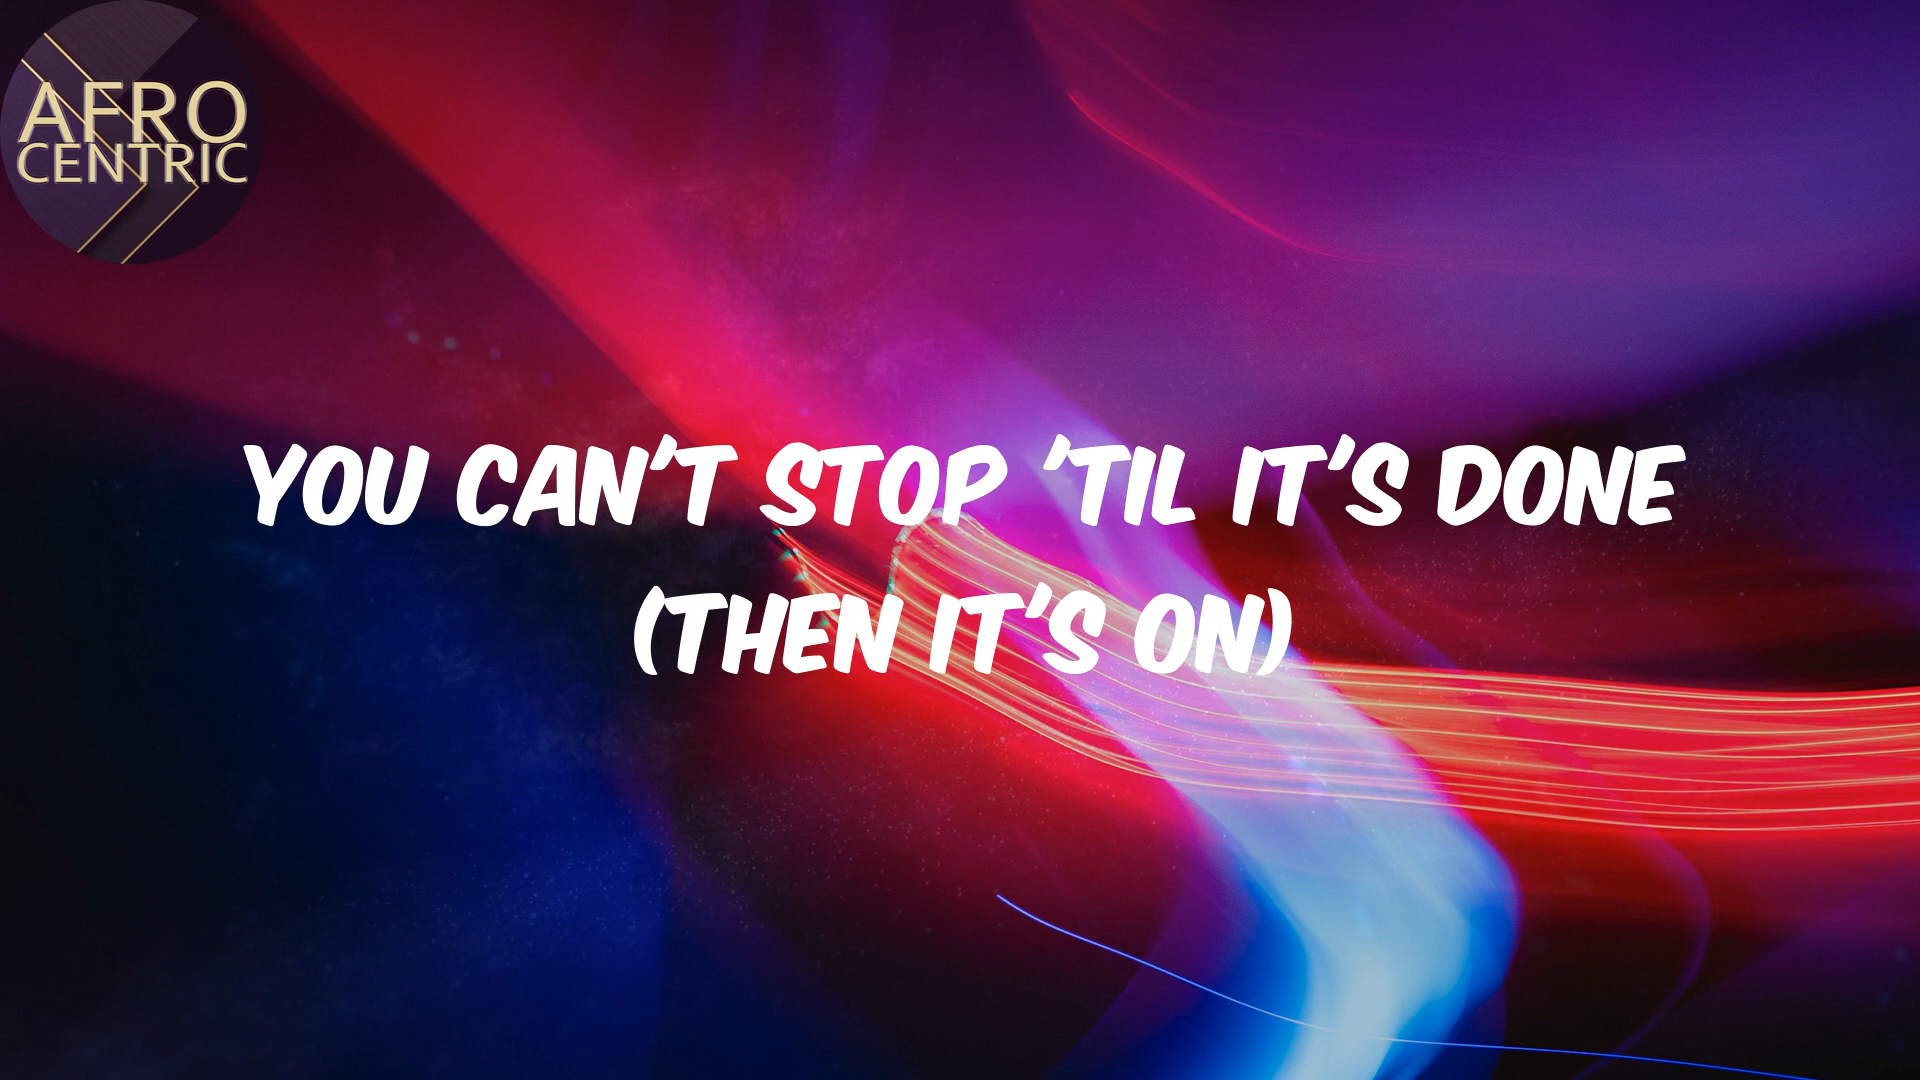 AFRO
CENTRIC
YOU CAN'T STOP 'TIL IT'S DONE
(THEN IT'S ON)